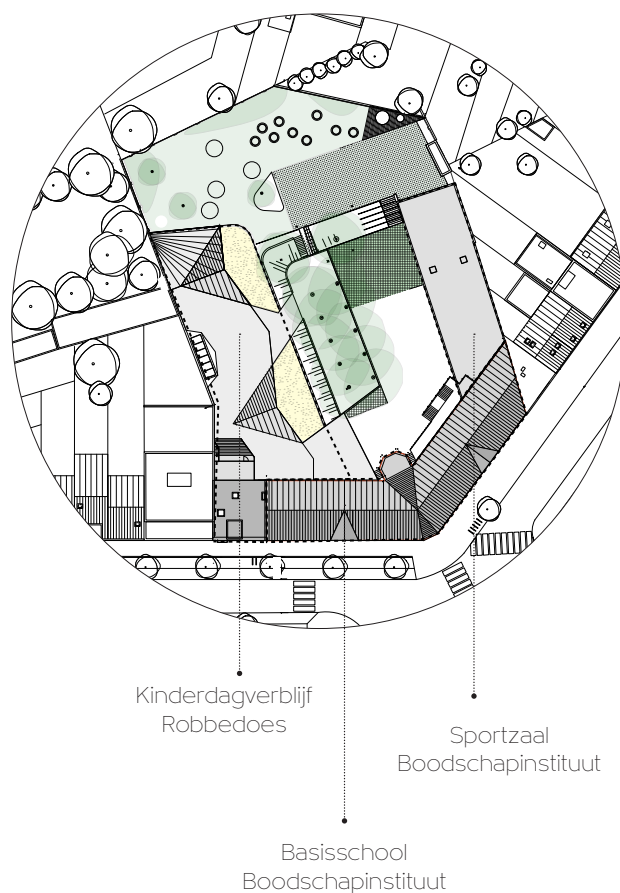 Kinderdagverblijf
Robbedoes
Sportzaal
Boodschapinstituut
Basisschool
Boodschapinstituut